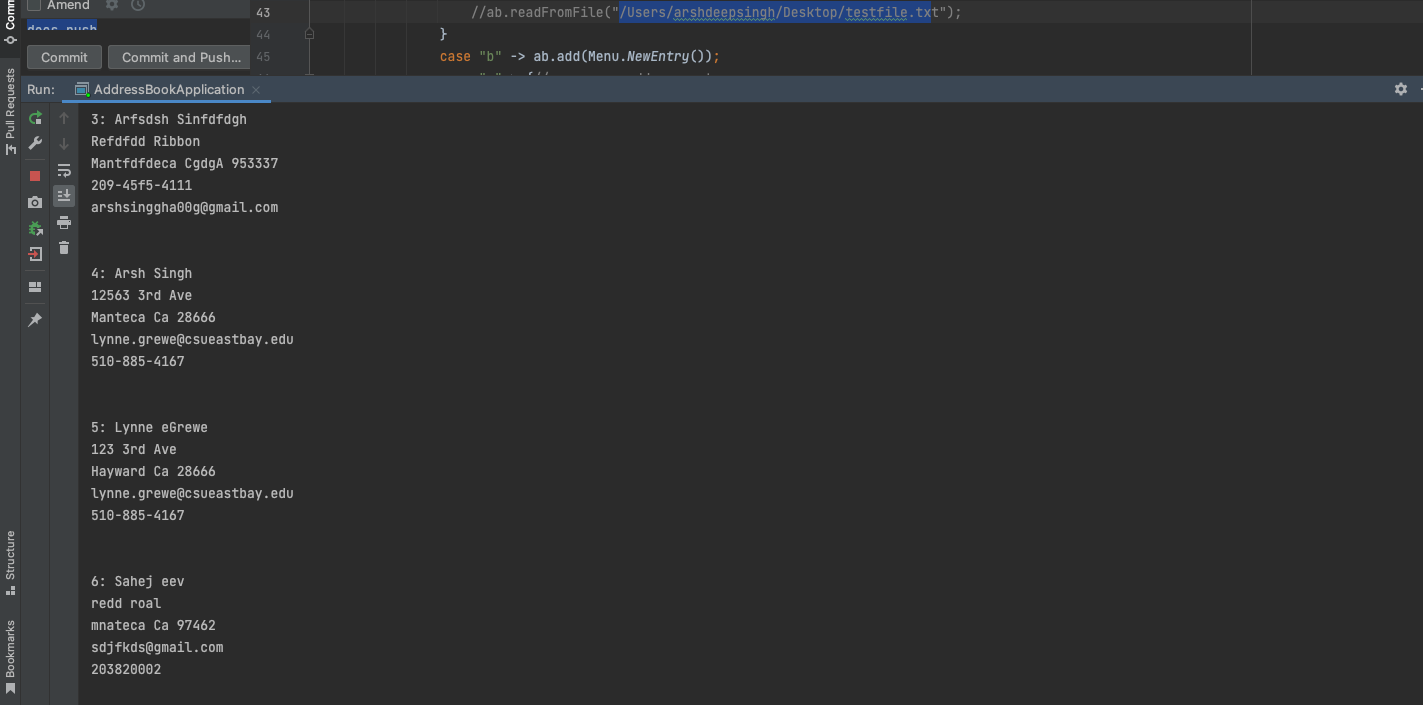 Amend
43 //ab.readFromFile("/Users/arshdeepsingh/Desktop/testfile.txt");
44 }
Commit
Commit and Push...
45 case "b" -> ab.add(Menu.NewEntry());
Run: AddressBookApplication
Pull Requests
3: Arfsdsh Sinfdfdgh
Refdfdd Ribbon
Mantfdfdeca CgdgA 953337
209-45f5-4111
arshsinggha00g@gmail.com
4: Arsh Singh
12563 3rd Ave
Manteca Ca 28666
lynne.grewe@csueastbay.edu
510-885-4167
5: Lynne eGrewe
123 3rd Ave
Hayward Ca 28666
lynne.grewe@csueastbay.edu
510-885-4167
6: Sahej eev
redd roal
mnateca Ca 97462
sdjfkds@gmail.com
203820002
Structure
Bookmarks